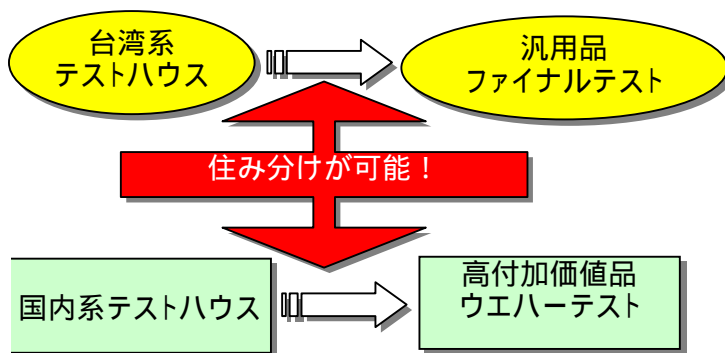 台湾系
テストハウス
汎用品
ファイナルテスト
住み分けが可能！
国内系テストハウス
高付加価値品
ウエハーテスト